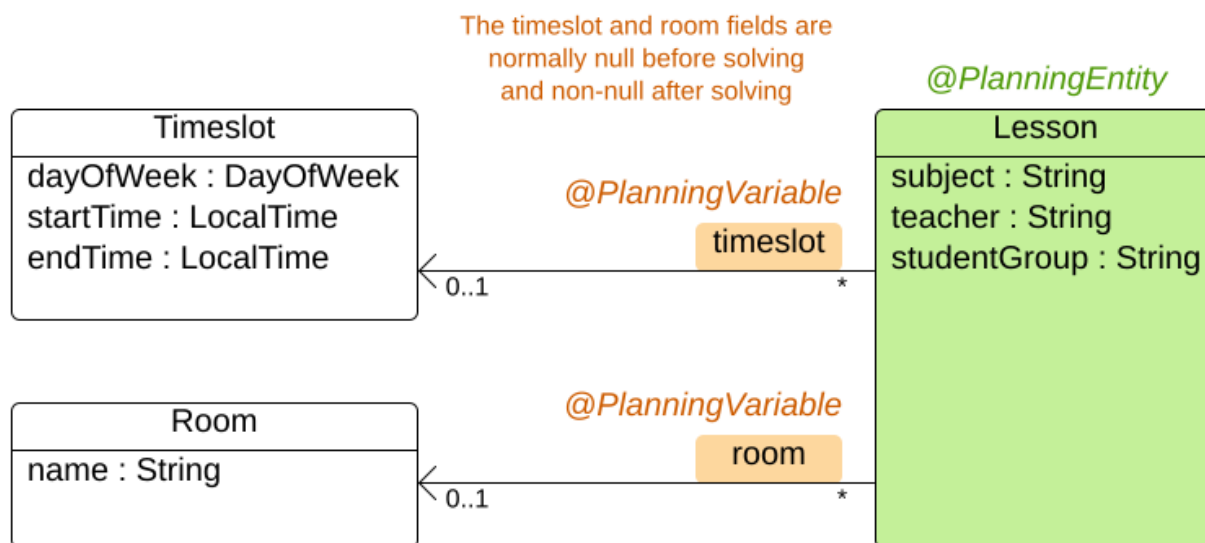 The timeslot and room fields are
normally null before solving
and non-null after solving
@PlanningEntity
Timeslot
dayOfWeek : DayOfWeek
startTime : LocalTime
endTime : LocalTime
@PlanningVariable
timeslot
0..1
*
Lesson
subject : String
teacher : String
studentGroup : String
Room
name : String
@PlanningVariable
room
0..1
*